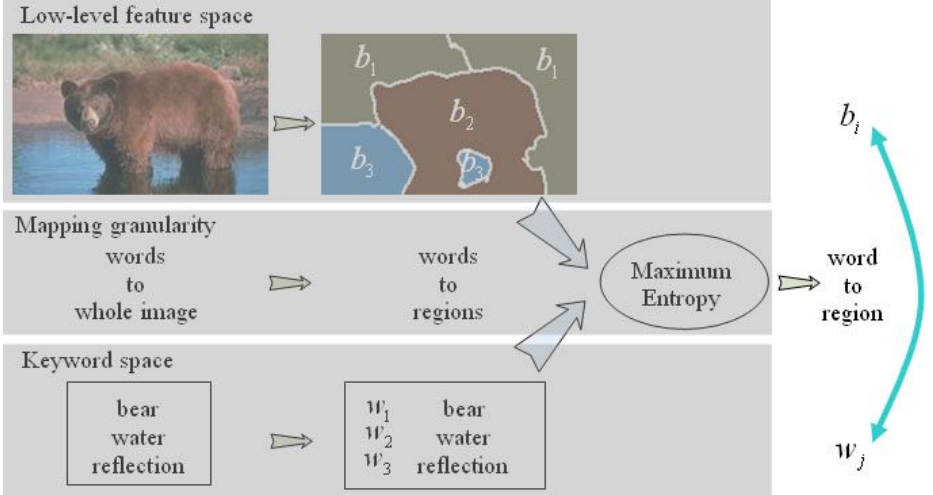 Low-level feature space
b₁
b₁
b₂
b₃
b₃
Mapping granularity
words
to
whole image
words
to
regions
Maximum
Entropy
word
to
region
Keyword space
bear
water
reflection
w₁ bear
w₂ water
w₃ reflection
bᵢ
wⱼ